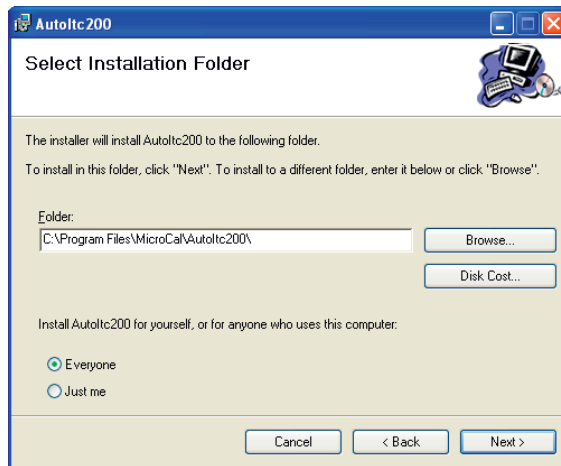 AutoItc200
Select Installation Folder
The installer will install AutoItc200 to the following folder.
To install in this folder, click "Next". To install to a different folder, enter it below or click "Browse".
Folder:
C:\Program Files\MicroCal\AutoItc200\
Browse...
Disk Cost...
Install AutoItc200 for yourself, or for anyone who uses this computer:
Everyone
Just me
Cancel
< Back
Next >